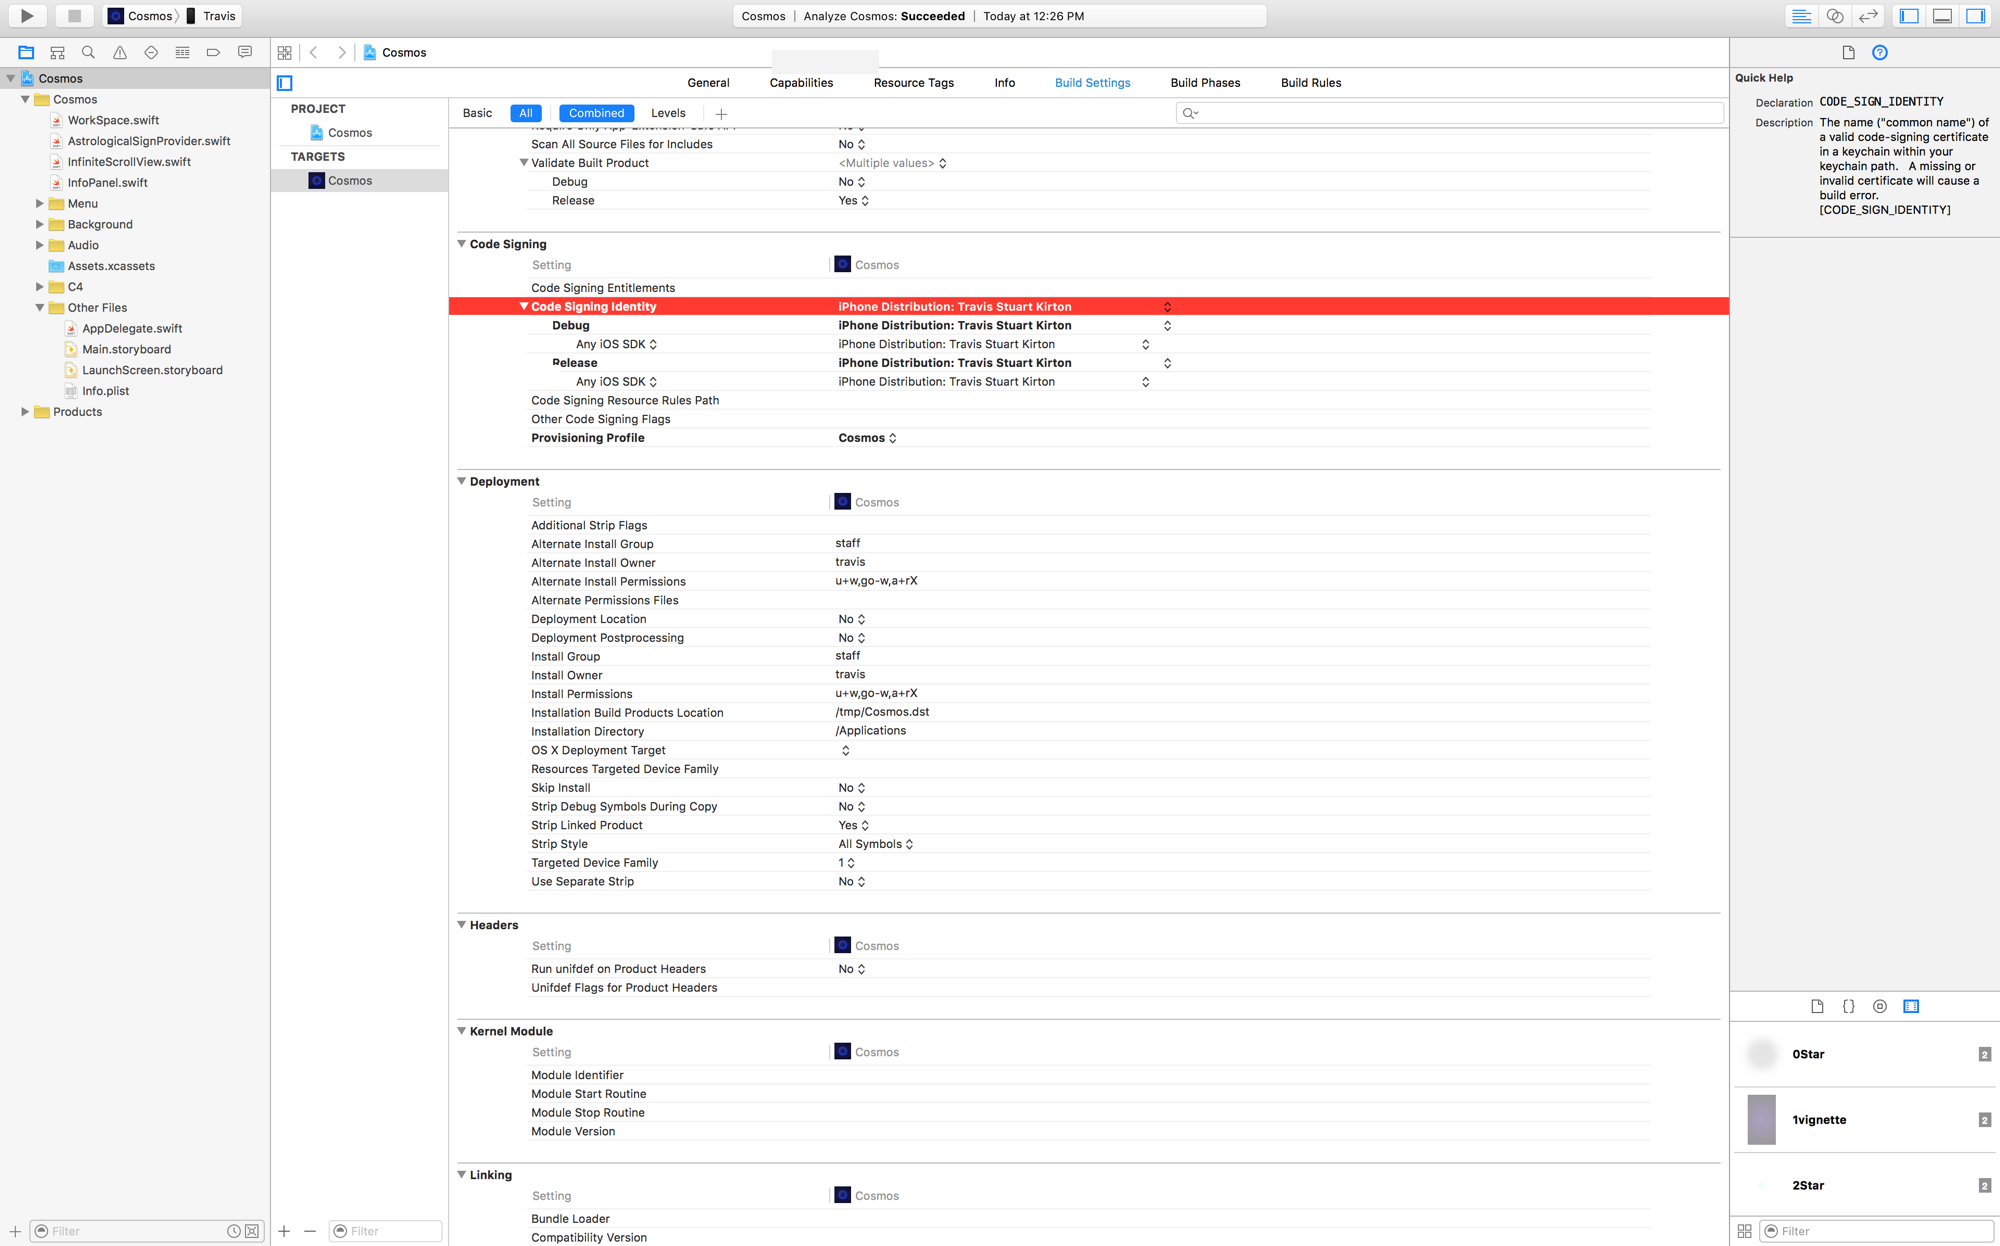 Cosmos
Travis
Cosmos | Analyze Cosmos: Succeeded | Today at 12:26 PM
Cosmos
Cosmos
WorkSpace.swift
AstrologicalSignProvider.swift
InfiniteScrollView.swift
InfoPanel.swift
Menu
Background
Audio
Assets.xcassets
C4
Other Files
AppDelegate.swift
Main.storyboard
LaunchScreen.storyboard
Info.plist
Products
Filter
Cosmos
General Capabilities Resource Tags Info Build Settings Build Phases Build Rules
PROJECT
Cosmos
TARGETS
Cosmos
Filter
Basic All Combined Levels
Scan All Source Files for Includes No
Validate Built Product <Multiple values>
Debug No
Release Yes
Code Signing
Setting Cosmos
Code Signing Entitlements
Code Signing Identity iPhone Distribution: Travis Stuart Kirton
Debug iPhone Distribution: Travis Stuart Kirton
Any iOS SDK iPhone Distribution: Travis Stuart Kirton
Release iPhone Distribution: Travis Stuart Kirton
Any iOS SDK iPhone Distribution: Travis Stuart Kirton
Code Signing Resource Rules Path
Other Code Signing Flags
Provisioning Profile Cosmos
Deployment
Setting Cosmos
Additional Strip Flags
Alternate Install Group staff
Alternate Install Owner travis
Alternate Install Permissions u+w,go-w,a+rX
Alternate Permissions Files
Deployment Location No
Deployment Postprocessing No
Install Group staff
Install Owner travis
Install Permissions u+w,go-w,a+rX
Installation Build Products Location /tmp/Cosmos.dst
Installation Directory /Applications
OS X Deployment Target
Resources Targeted Device Family
Skip Install No
Strip Debug Symbols During Copy No
Strip Linked Product Yes
Strip Style All Symbols
Targeted Device Family 1
Use Separate Strip No
Headers
Setting Cosmos
Run unifdef on Product Headers No
Unifdef Flags for Product Headers
Kernel Module
Setting Cosmos
Module Identifier
Module Start Routine
Module Stop Routine
Module Version
Linking
Setting Cosmos
Bundle Loader
Compatibility Version
Quick Help
Declaration CODE_SIGN_IDENTITY
Description The name ("common name") of
a valid code-signing certificate
in a keychain within your
keychain path. A missing or
invalid certificate will cause a
build error.
[CODE_SIGN_IDENTITY]
{}
0Star 2
1vignette 2
2Star 2
Filter